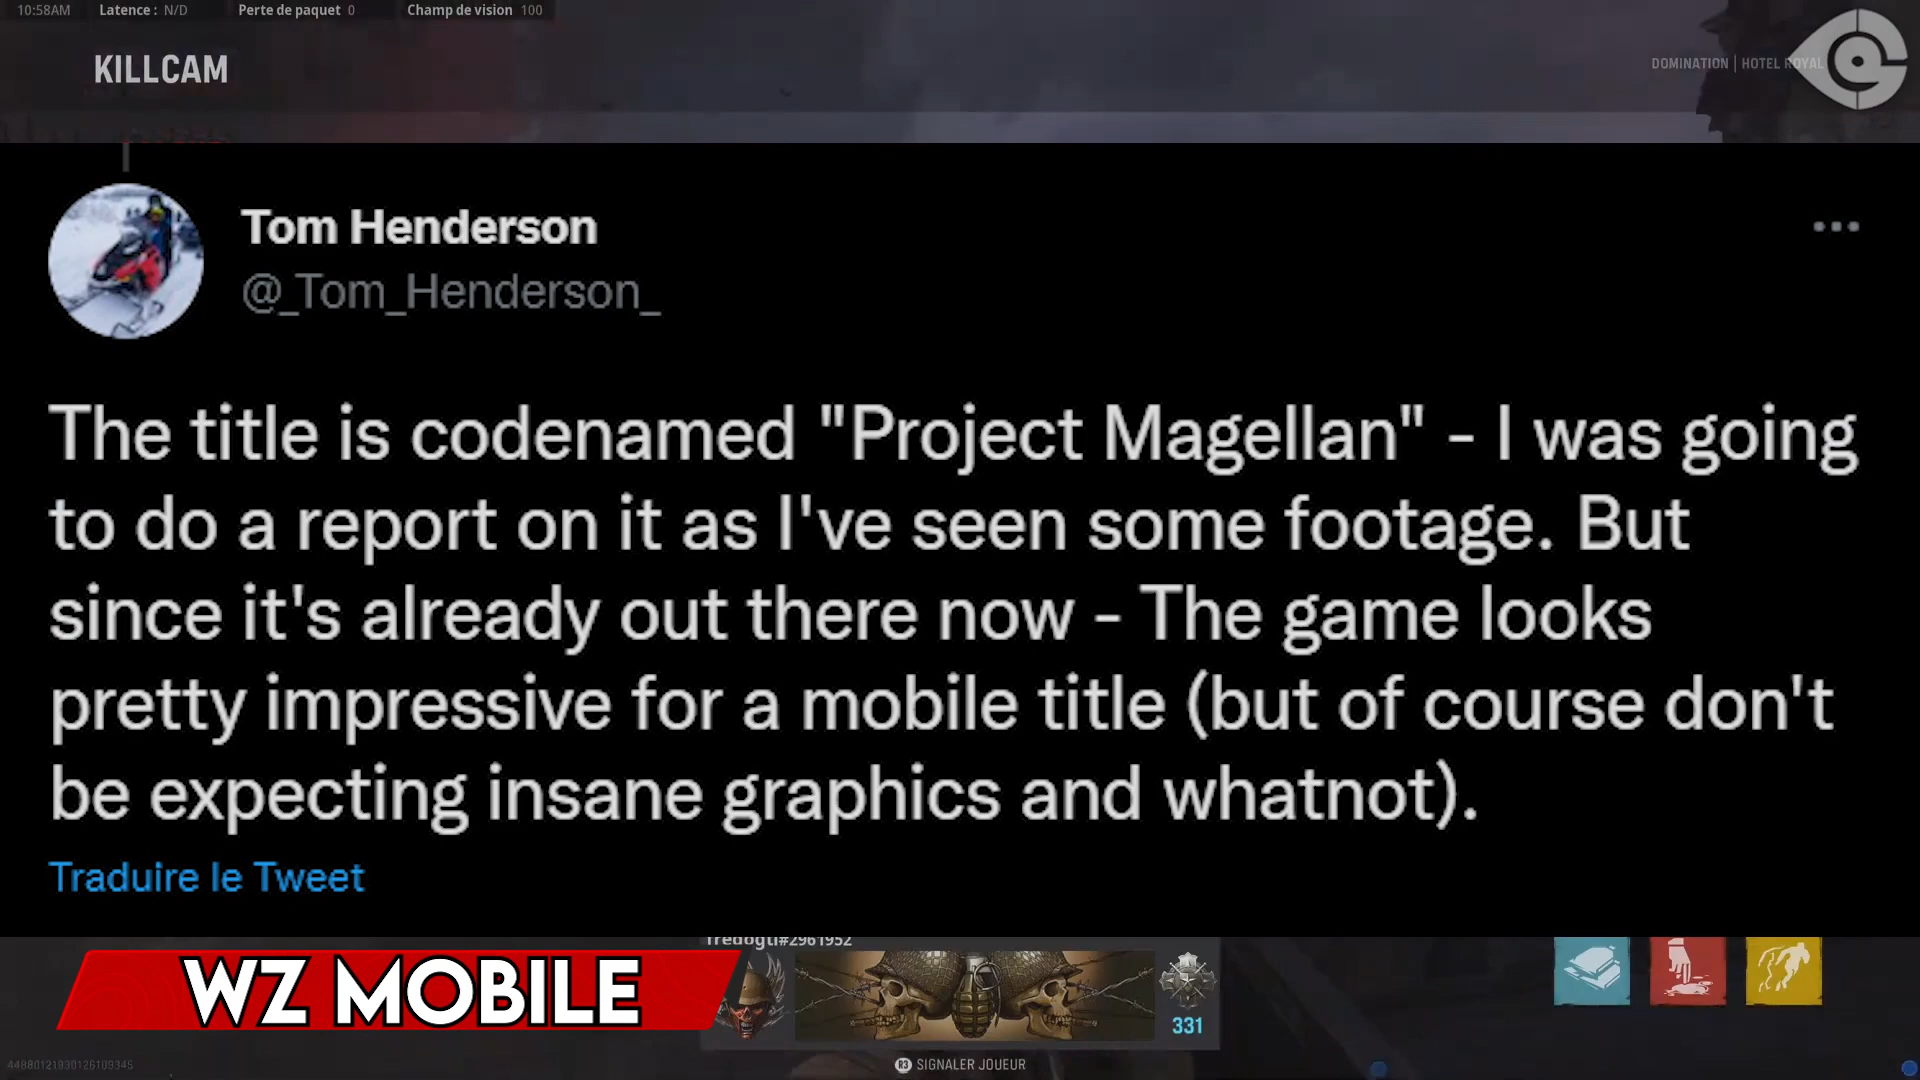 10:58AM Latence : N/D Perte de paquet 0 Champ de vision 100
KILLCAM
DOMINATION | HOTEL ROYAL
Tom Henderson
@_Tom_Henderson_
The title is codenamed "Project Magellan" - I was going
to do a report on it as I've seen some footage. But
since it's already out there now - The game looks
pretty impressive for a mobile title (but of course don't
be expecting insane graphics and whatnot).
Traduire le Tweet
WZ MOBILE
331
R3 SIGNALER JOUEUR